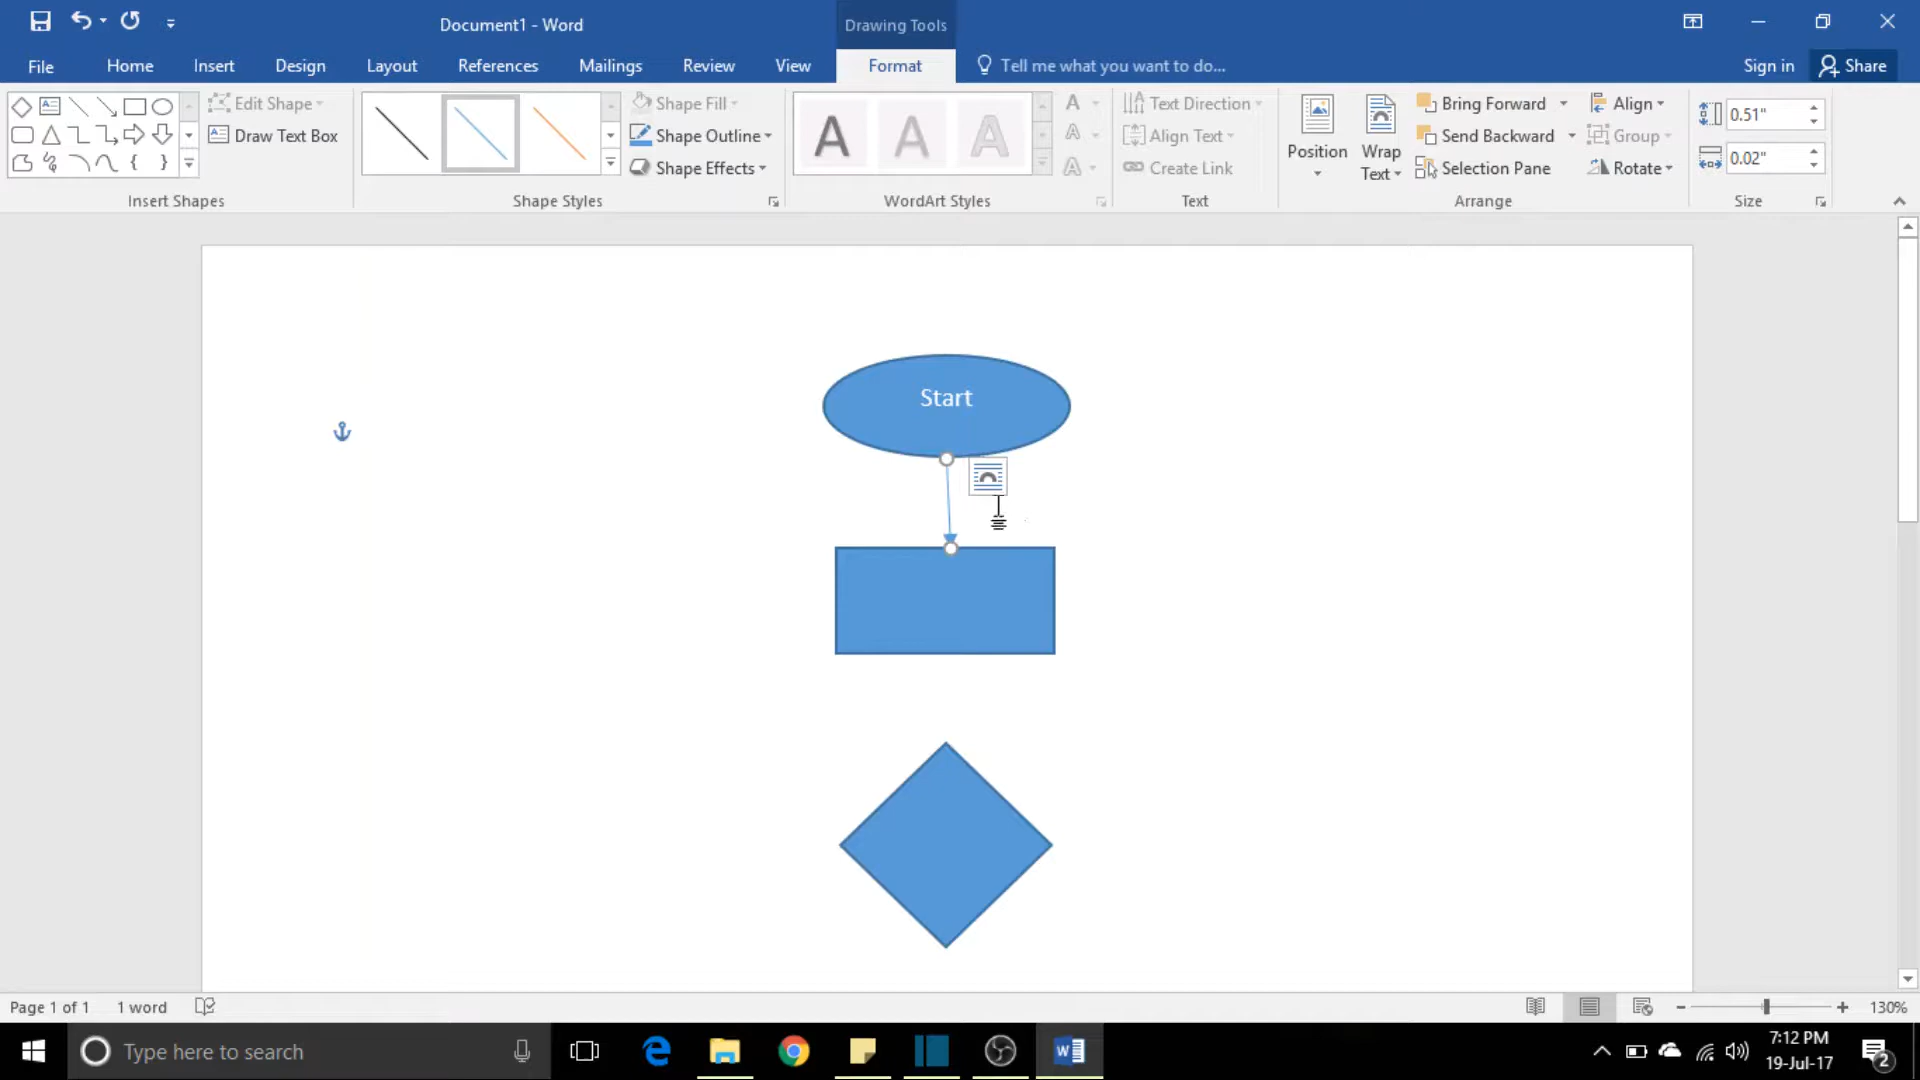 Document1 - Word
Drawing Tools
File
Home
Insert
Design
Layout
References
Mailings
Review
View
Format
Tell me what you want to do...
Sign in
Share
Edit Shape
Draw Text Box
Insert Shapes
Shape Fill
Shape Outline
Shape Effects
Shape Styles
A A A
WordArt Styles
A
A
A
Text Direction
Align Text
Create Link
Text
Position
Wrap
Text
Bring Forward
Send Backward
Selection Pane
Align
Group
Rotate
Arrange
0.51"
0.02"
Size
Start
Page 1 of 1
1 word
130%
Type here to search
7:12 PM
19-Jul-17
2